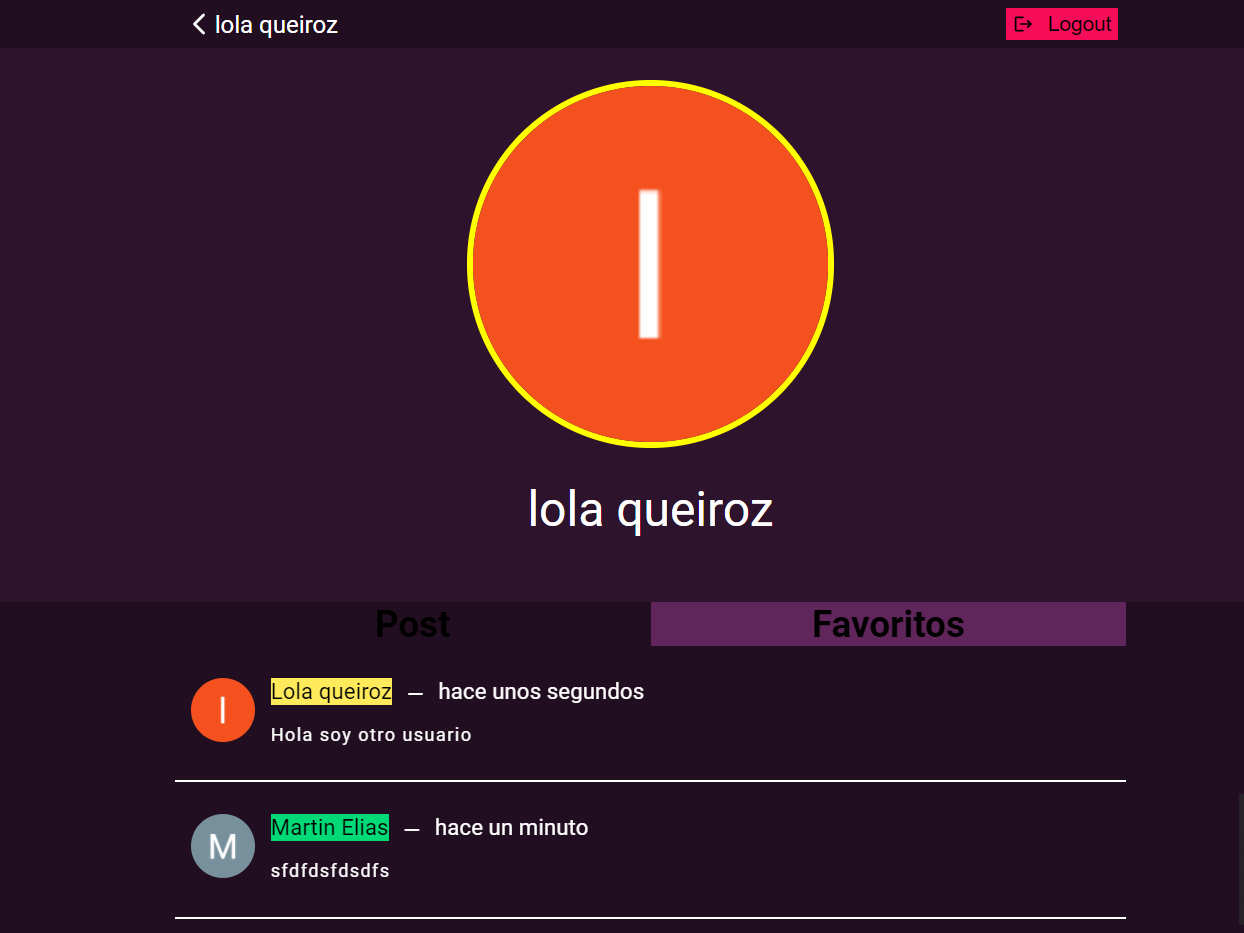 lola queiroz
Logout
l
lola queiroz
Post Favoritos
l
Lola queiroz — hace unos segundos
Hola soy otro usuario
M
Martin Elias — hace un minuto
sfdfdsfdsdfs